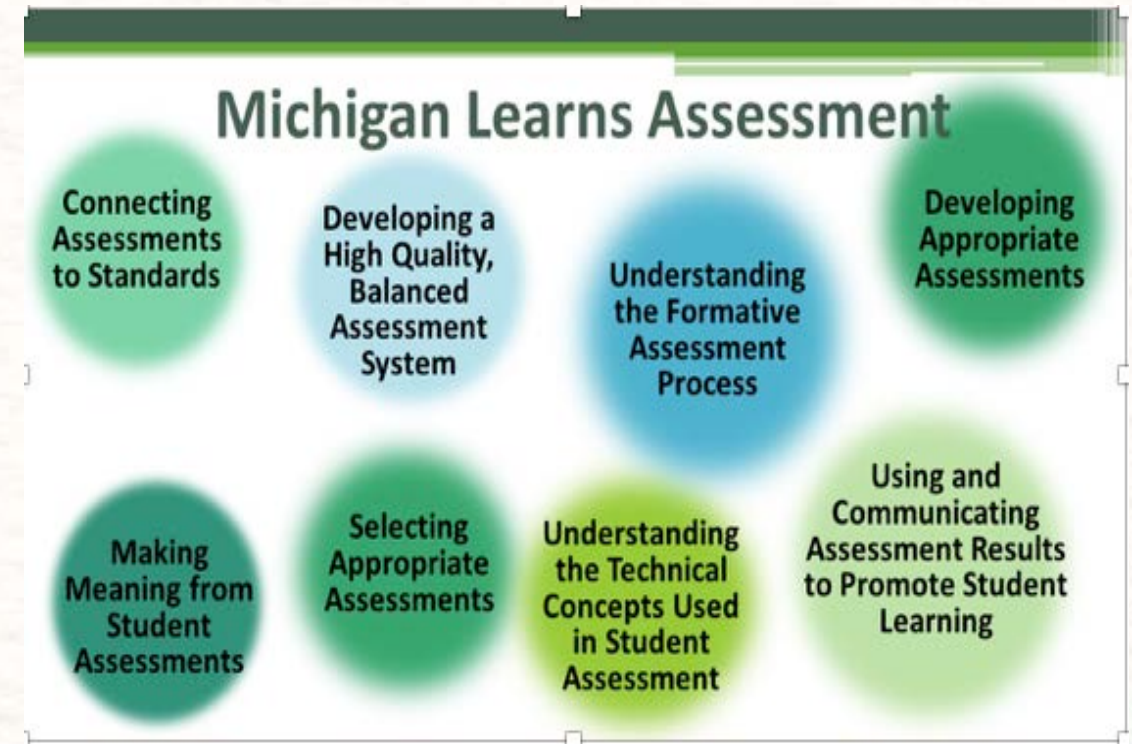 Michigan Learns Assessment
Connecting
Assessments
to Standards
Developing a
High Quality,
Balanced
Assessment
System
Understanding
the Formative
Assessment
Process
Developing
Appropriate
Assessments
Making
Meaning from
Student
Assessments
Selecting
Appropriate
Assessments
Understanding
the Technical
Concepts Used
in Student
Assessment
Using and
Communicating
Assessment Results
to Promote Student
Learning